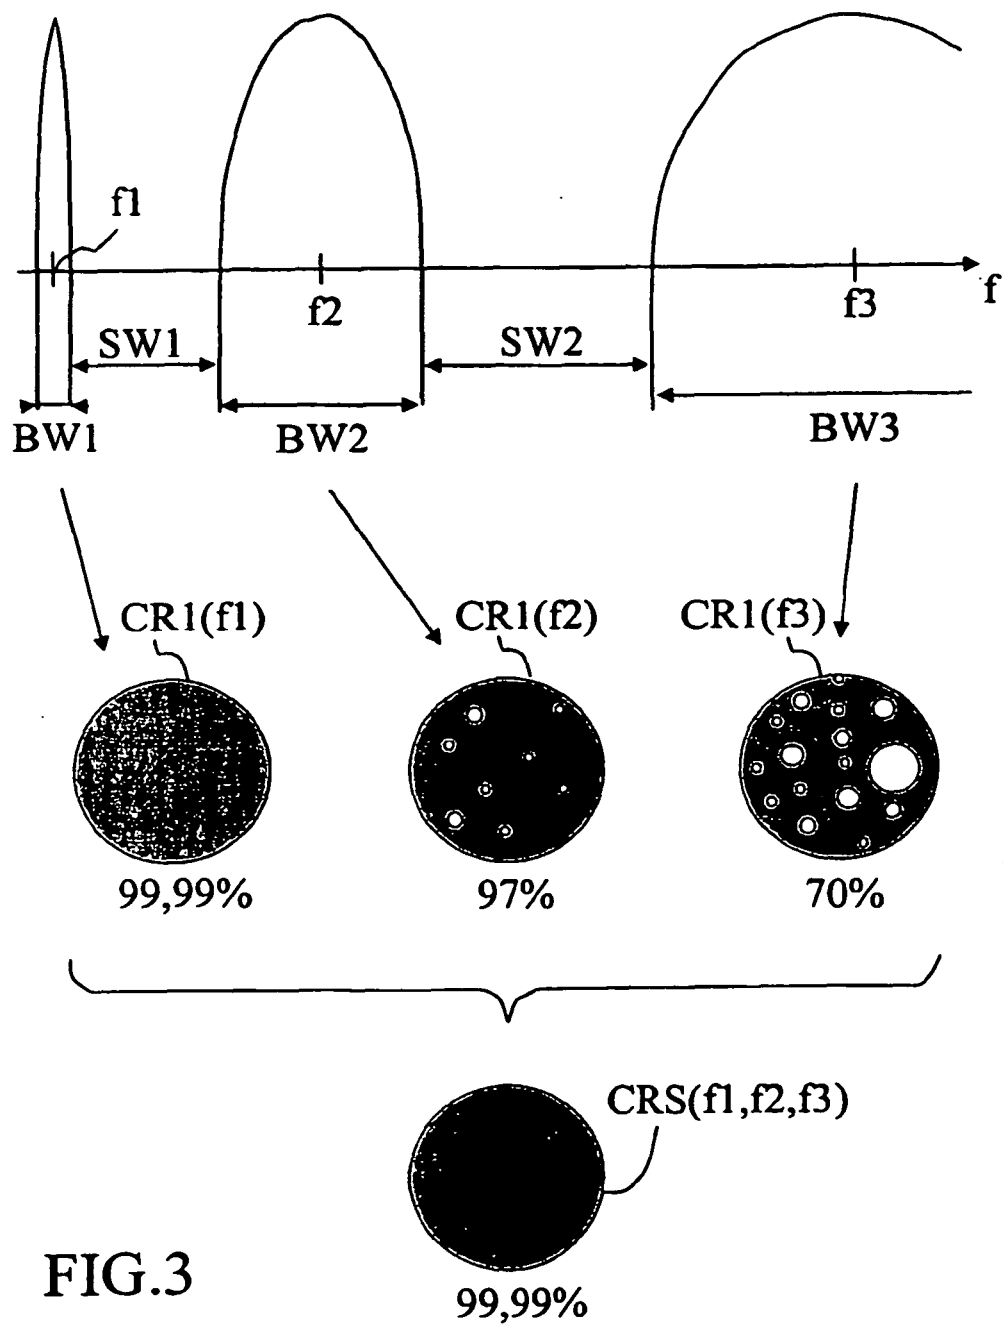 f1
f2
f3
f
SW1
SW2
BW1
BW2
BW3
CR1(f1)
CR1(f2)
CR1(f3)
99,99%
97%
70%
CRS(f1,f2,f3)
FIG.3
99,99%